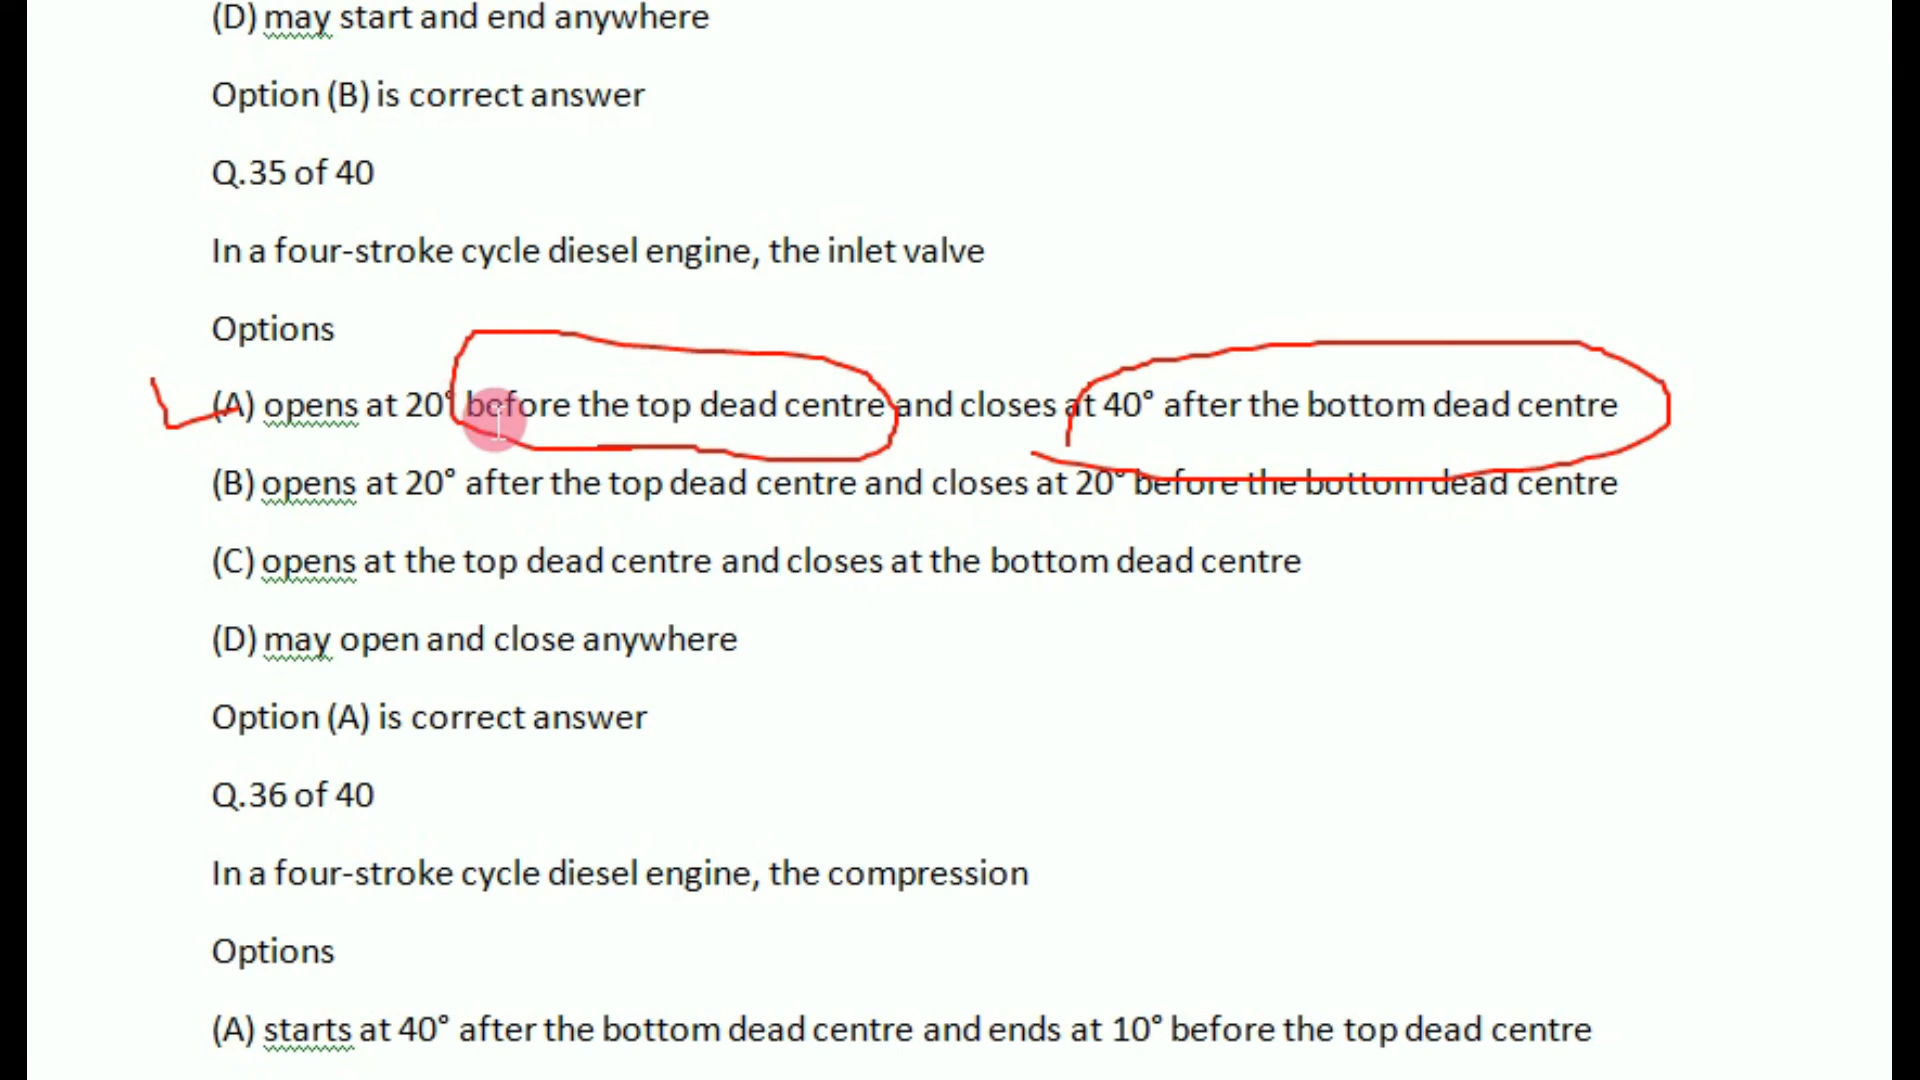 (D) may start and end anywhere
Option (B) is correct answer
Q.35 of 40
In a four-stroke cycle diesel engine, the inlet valve
Options
(A) opens at 20° before the top dead centre and closes at 40° after the bottom dead centre
(B) opens at 20° after the top dead centre and closes at 20° before the bottom dead centre
(C) opens at the top dead centre and closes at the bottom dead centre
(D) may open and close anywhere
Option (A) is correct answer
Q.36 of 40
In a four-stroke cycle diesel engine, the compression
Options
(A) starts at 40° after the bottom dead centre and ends at 10° before the top dead centre